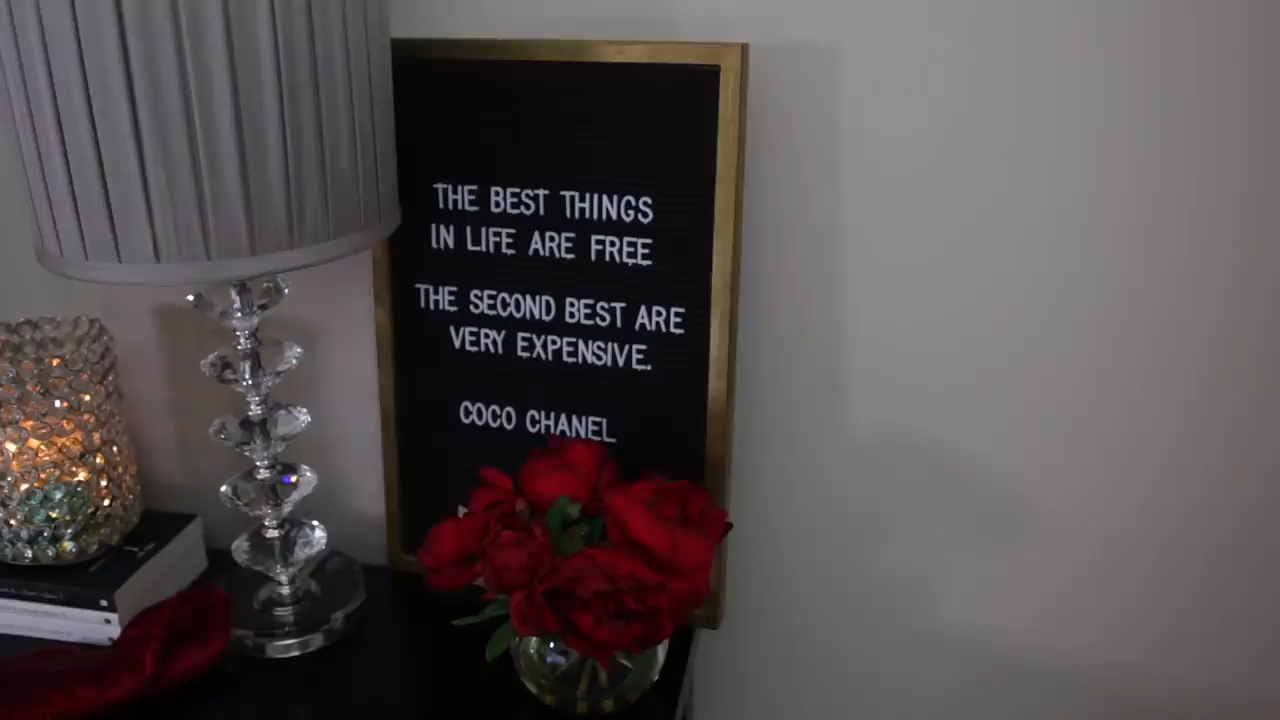 THE BEST THINGS
IN LIFE ARE FREE
THE SECOND BEST ARE
VERY EXPENSIVE.
COCO CHANEL